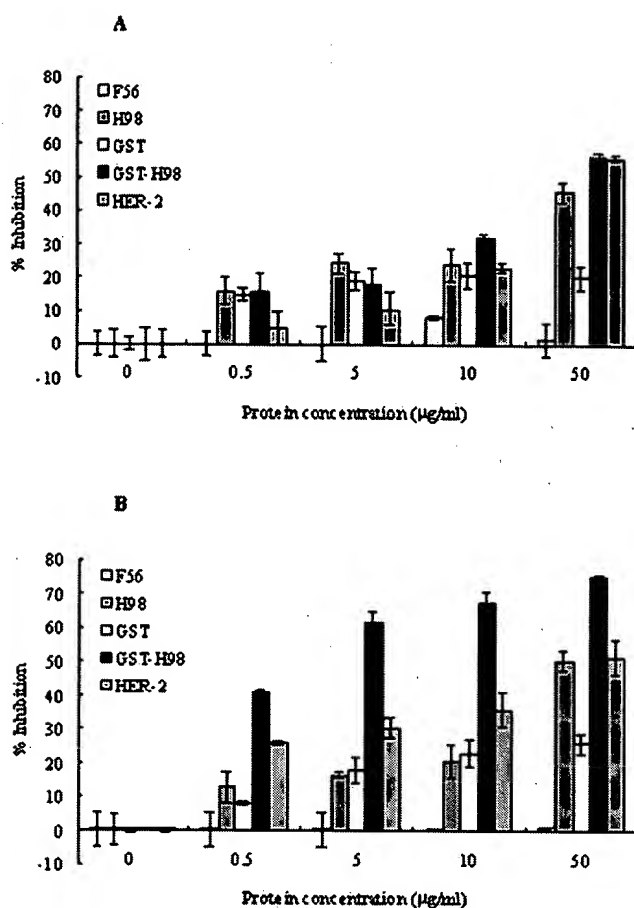 A
80
70
60
50
40
30
20
10
0
-10
% Inhibition
F56
H98
GST
GST-H98
HER-2
0 0.5 5 10 50
Protein concentration (µg/ml)
B
80
70
60
50
40
30
20
10
0
-10
% Inhibition
F56
H98
GST
GST-H98
HER-2
0 0.5 5 10 50
Protein concentration (µg/ml)